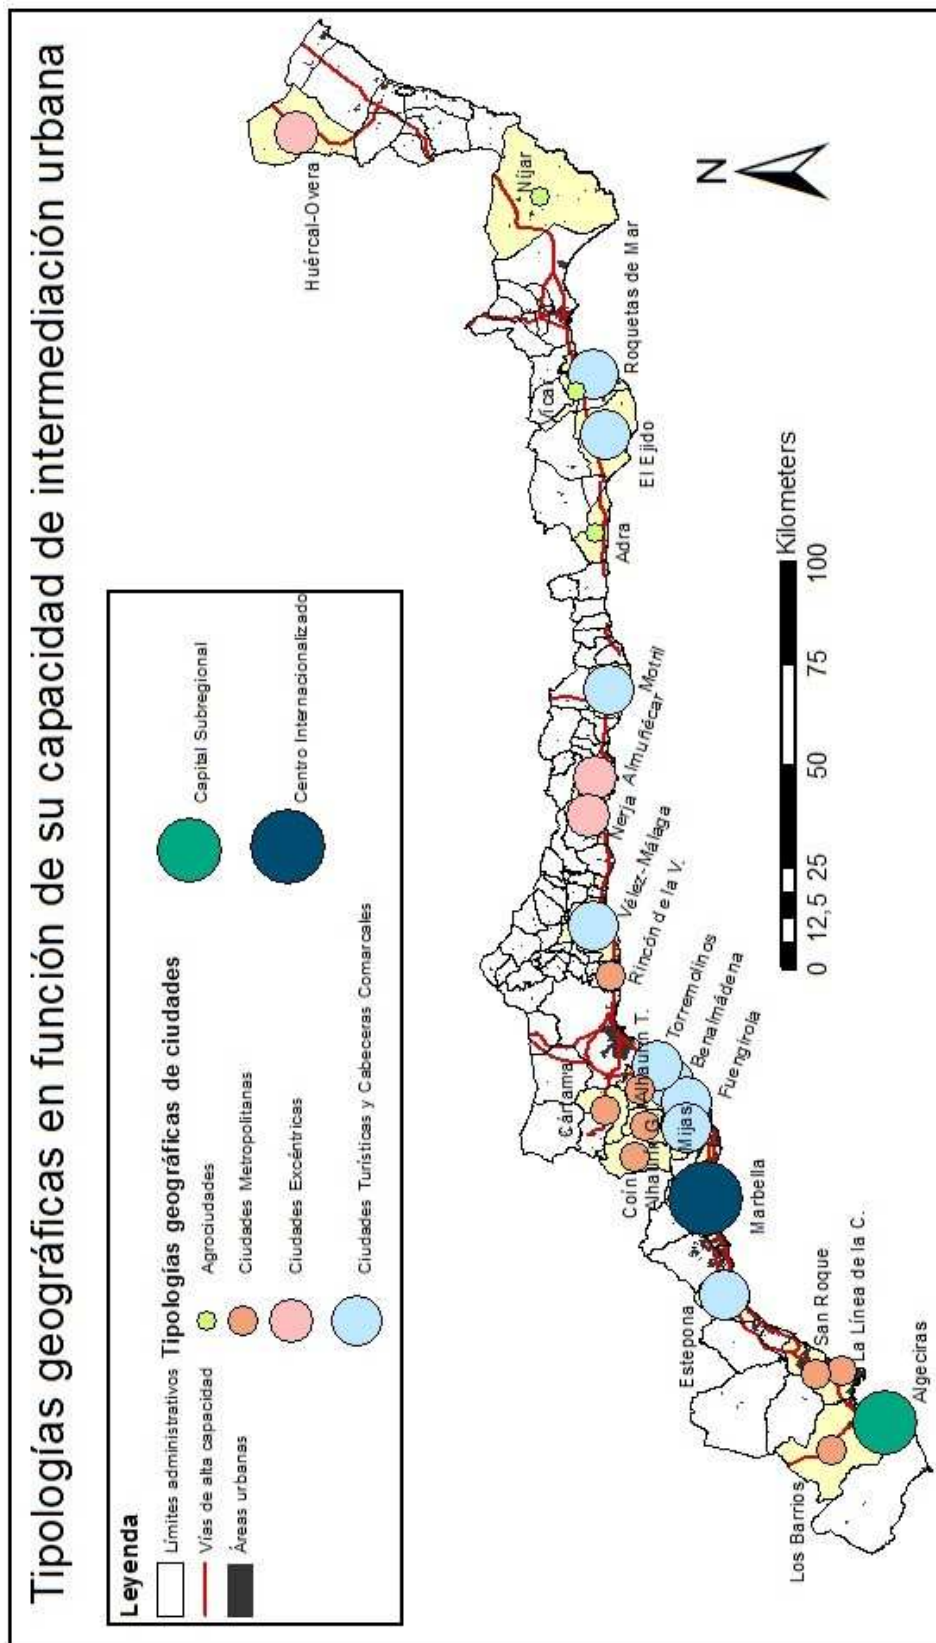 Tipologías geográficas en función de su capacidad de intermediación urbana
Leyenda
Límites administrativos
Vías de alta capacidad
Áreas urbanas
Tipologías geográficas de ciudades
Agrociudades
Ciudades Metropolitanas
Ciudades Excéntricas
Ciudades Turísticas y Cabeceras Comarcales
Capital Subregional
Centro Internacionalizado
Huércal-Overa
Níjar
N
Roquetas de Mar
Vícar
El Ejido
Adra
Motril
Almuñécar
Nerja
Vélez-Málaga
Rincón de la V.
Torremolinos
Benalmádena
Fuengirola
Alhaurín T.
Cártama
Alhaurín G.
Coín
Mijas
Marbella
Estepona
San Roque
La Línea de la C.
Algeciras
Los Barrios
0 12,5 25 50 75 100
Kilometers